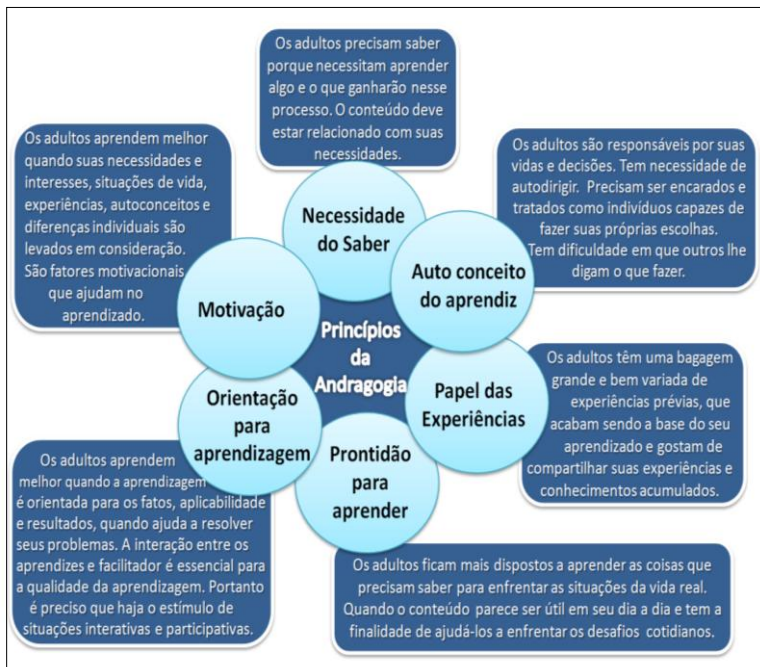 Os adultos precisam saber
porque necessitam aprender
algo e o que ganharão nesse
processo. O conteúdo deve
estar relacionado com suas
necessidades.
Necessidade
do Saber
Os adultos são responsáveis por suas
vidas e decisões. Tem necessidade de
autodirigir. Precisam ser encarados e
tratados como indivíduos capazes de
fazer suas próprias escolhas.
Tem dificuldade em que outros lhe
digam o que fazer.
Auto conceito
do aprendiz
Os adultos têm uma bagagem
grande e bem variada de
experiências prévias, que
acabam sendo a base do seu
aprendizado e gostam de
compartilhar suas experiências e
conhecimentos acumulados.
Papel das
Experiências
Os adultos ficam mais dispostos a aprender as coisas que
precisam saber para enfrentar as situações da vida real.
Quando o conteúdo parece ser útil em seu dia a dia e tem a
finalidade de ajudá-los a enfrentar os desafios cotidianos.
Prontidão
para
aprender
Os adultos aprendem
melhor quando a aprendizagem
é orientada para os fatos, aplicabilidade
e resultados, quando ajuda a resolver
seus problemas. A interação entre os
aprendizes e facilitador é essencial para
a qualidade da aprendizagem. Portanto
é preciso que haja o estímulo de
situações interativas e participativas.
Orientação
para
aprendizagem
Os adultos aprendem melhor
quando suas necessidades e
interesses, situações de vida,
experiências, autoconceitos e
diferenças individuais são
levados em consideração.
São fatores motivacionais
que ajudam no
aprendizado.
Motivação
Princípios
da
Andragogia